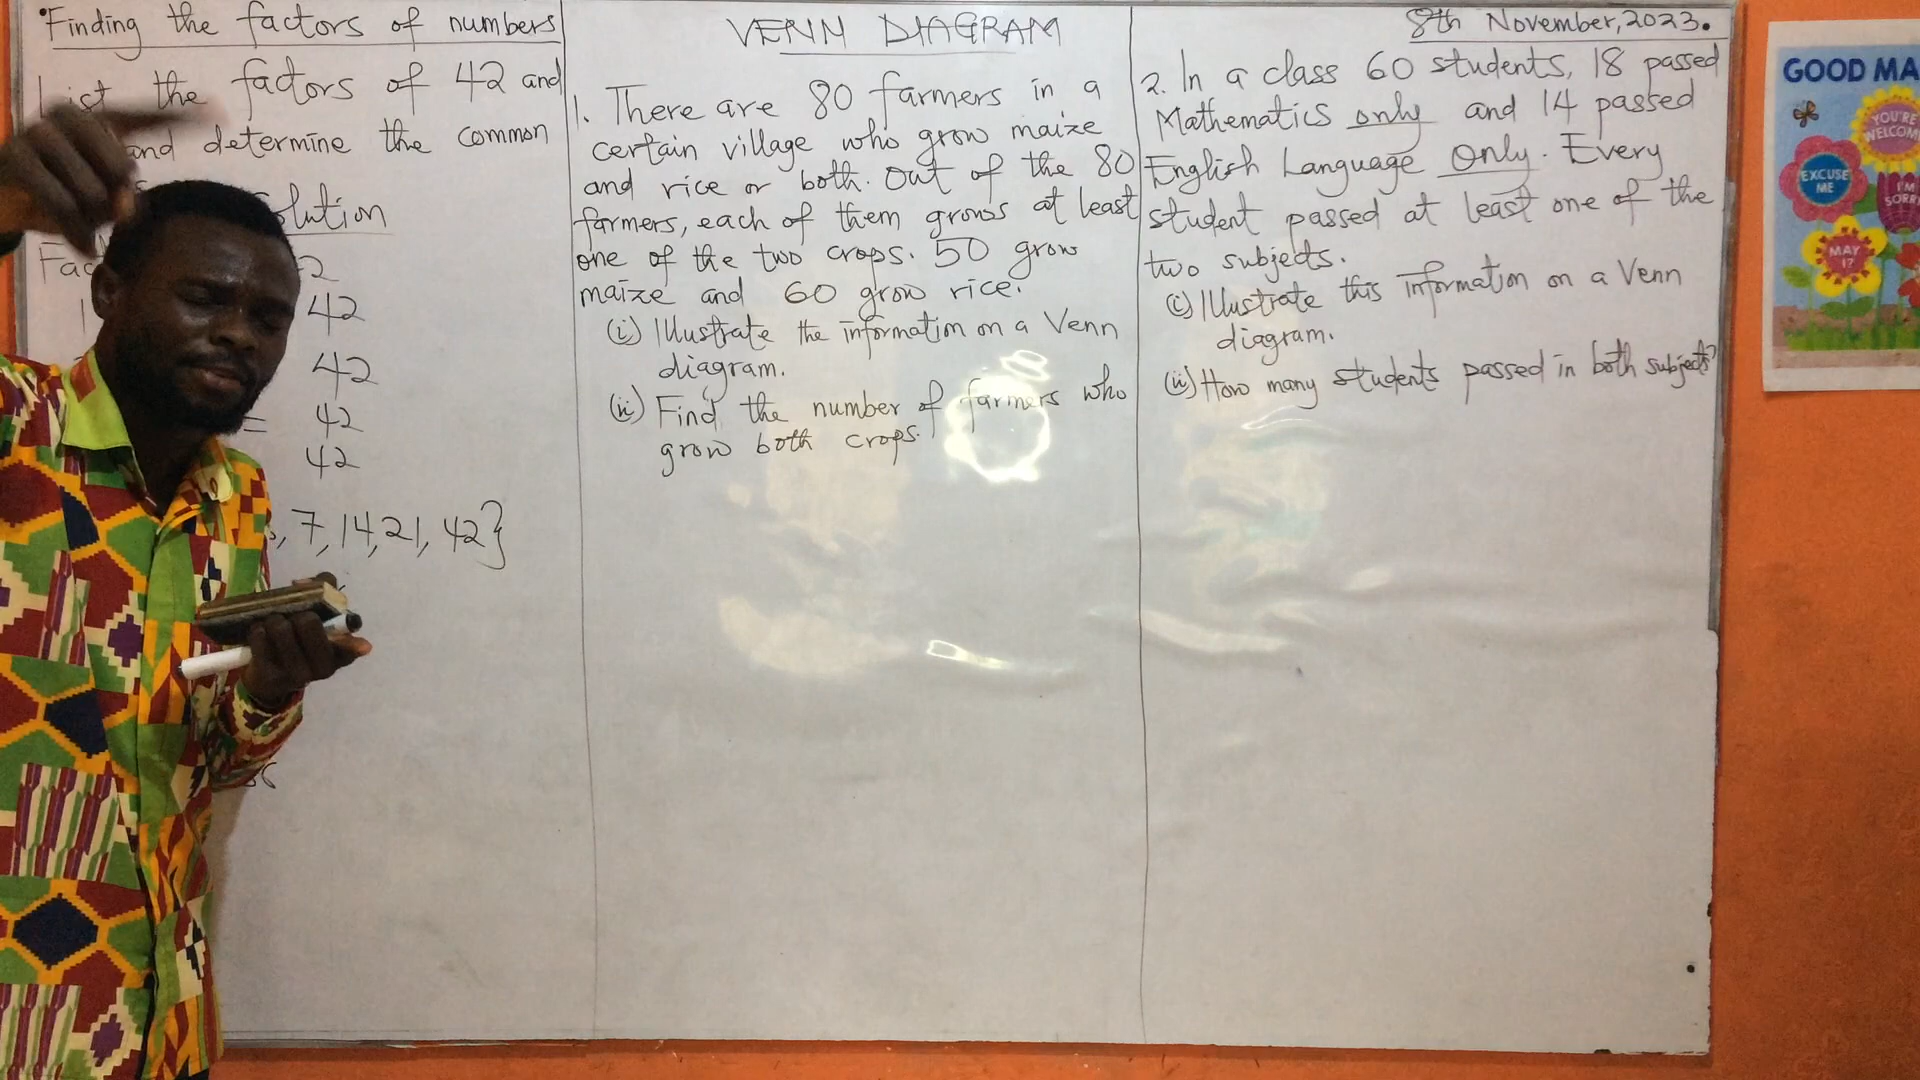 Finding the factors of numbers
List the factors of 42 and
and determine the common
42
42
= 42
42
, 7, 14, 21, 42}
VENN DIAGRAM
1. There are 80 farmers in a
certain village who grow maize
and rice or both. Out of the 80
farmers, each of them grows at least
one of the two crops. 50 grow
maize and 60 grow rice.
(i) Illustrate the information on a Venn
diagram.
(ii) Find the number of farmers who
grow both crops.
8th November, 2023.
2. In a class 60 students, 18 passed
Mathematics only and 14 passed
English Language Only. Every
student passed at least one of the
two subjects.
(i) Illustrate this information on a Venn
diagram.
(ii) How many students passed in both subjects?
GOOD MA
YOU'RE
WELCOM
EXCUSE
ME
I'M
SORR
MAY
I?